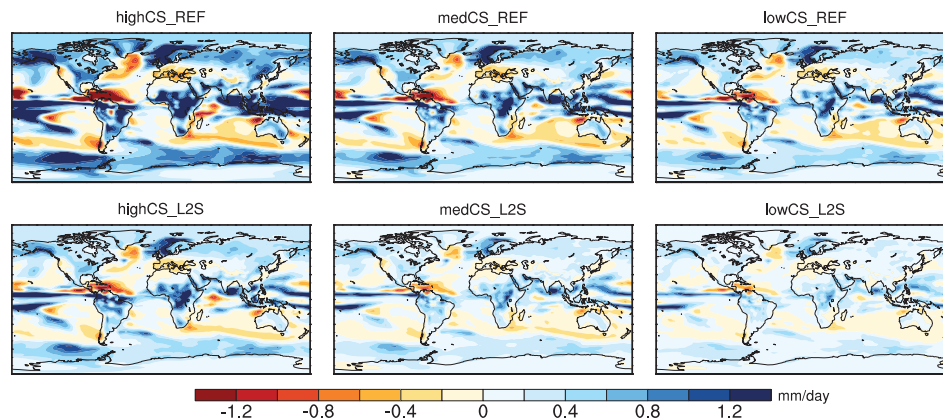 highCS_REF medCS_REF lowCS_REF
highCS_L2S medCS_L2S lowCS_L2S
mm/day
-1.2 -0.8 -0.4 0 0.4 0.8 1.2